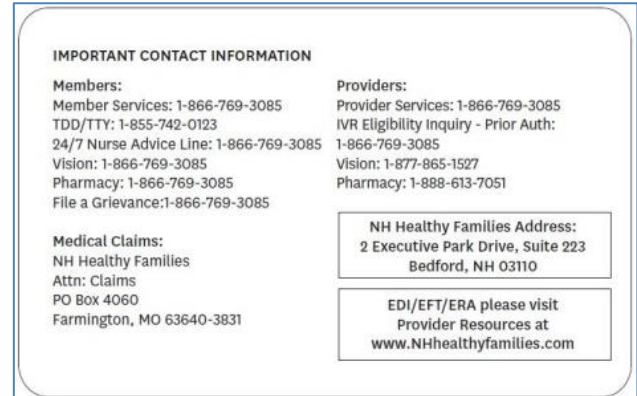 IMPORTANT CONTACT INFORMATION
Members:
Member Services: 1-866-769-3085
TDD/TTY: 1-855-742-0123
24/7 Nurse Advice Line: 1-866-769-3085
Vision: 1-866-769-3085
Pharmacy: 1-866-769-3085
File a Grievance:1-866-769-3085
Medical Claims:
NH Healthy Families
Attn: Claims
PO Box 4060
Farmington, MO 63640-3831
Providers:
Provider Services: 1-866-769-3085
IVR Eligibility Inquiry - Prior Auth:
1-866-769-3085
Vision: 1-877-865-1527
Pharmacy: 1-888-613-7051
NH Healthy Families Address:
2 Executive Park Drive, Suite 223
Bedford, NH 03110
EDI/EFT/ERA please visit
Provider Resources at
www.NHhealthyfamilies.com